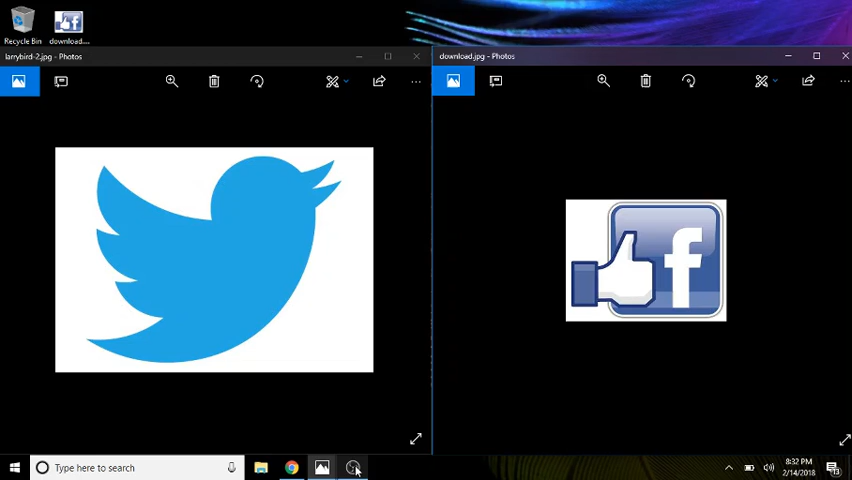 Recycle Bin
download....
larrybird-2.jpg - Photos
download.jpg - Photos
f
Type here to search
8:32 PM
2/14/2018
13